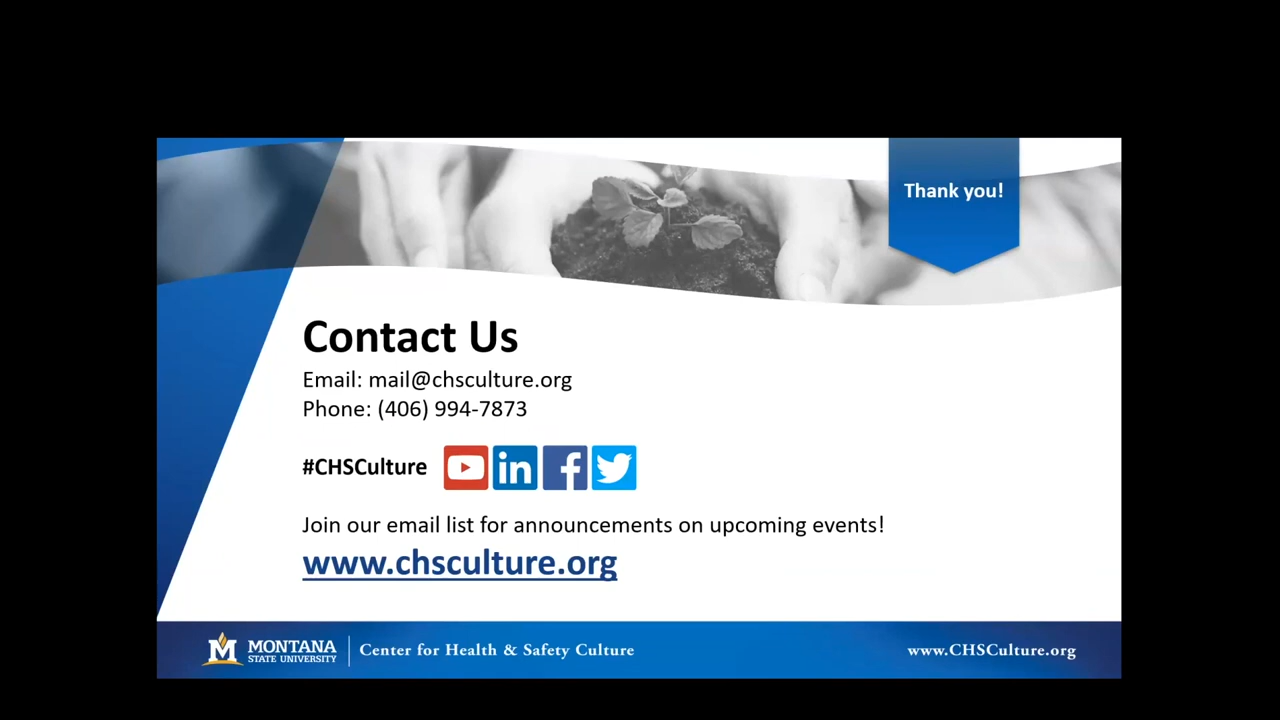 Thank you!
Contact Us
Email: mail@chsculture.org
Phone: (406) 994-7873
#CHSCulture
Join our email list for announcements on upcoming events!
www.chsculture.org
M MONTANA
STATE UNIVERSITY
Center for Health & Safety Culture
www.CHSCulture.org